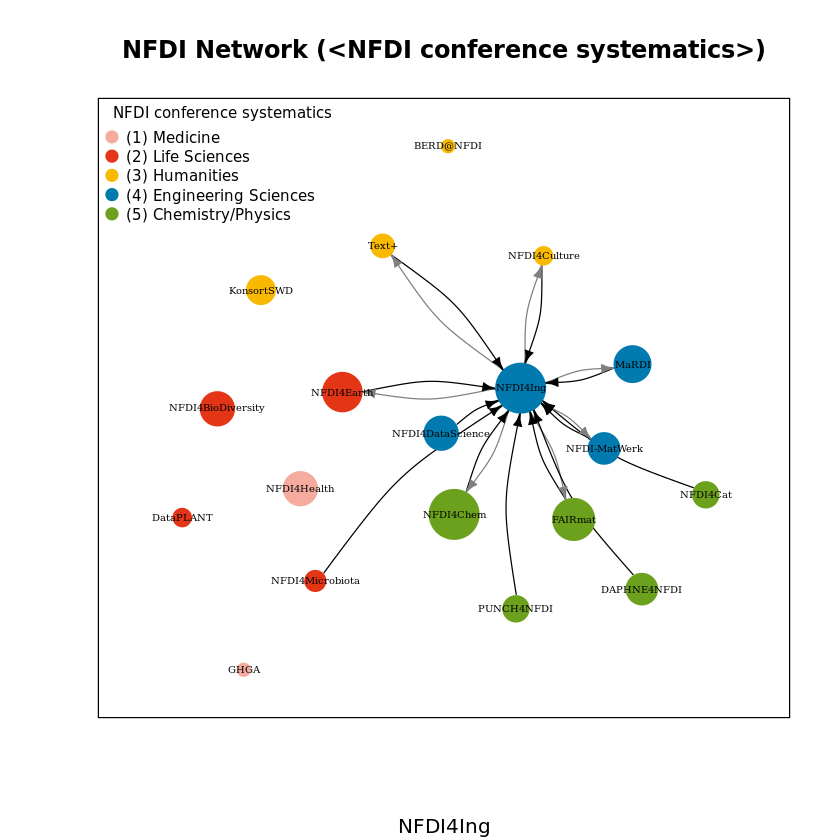 NFDI Network (<NFDI conference systematics>)
NFDI conference systematics
(1) Medicine
(2) Life Sciences
(3) Humanities
(4) Engineering Sciences
(5) Chemistry/Physics
BERD@NFDI
Text+
NFDI4Culture
KonsortSWD
MaRDI
NFDI4Ing
NFDI4Earth
NFDI4BioDiversity
NFDI4DataScience
NFDI-MatWerk
NFDI4Health
NFDI4Cat
NFDI4Chem
FAIRmat
DataPLANT
NFDI4Microbiota
DAPHNE4NFDI
PUNCH4NFDI
GHGA
NFDI4Ing